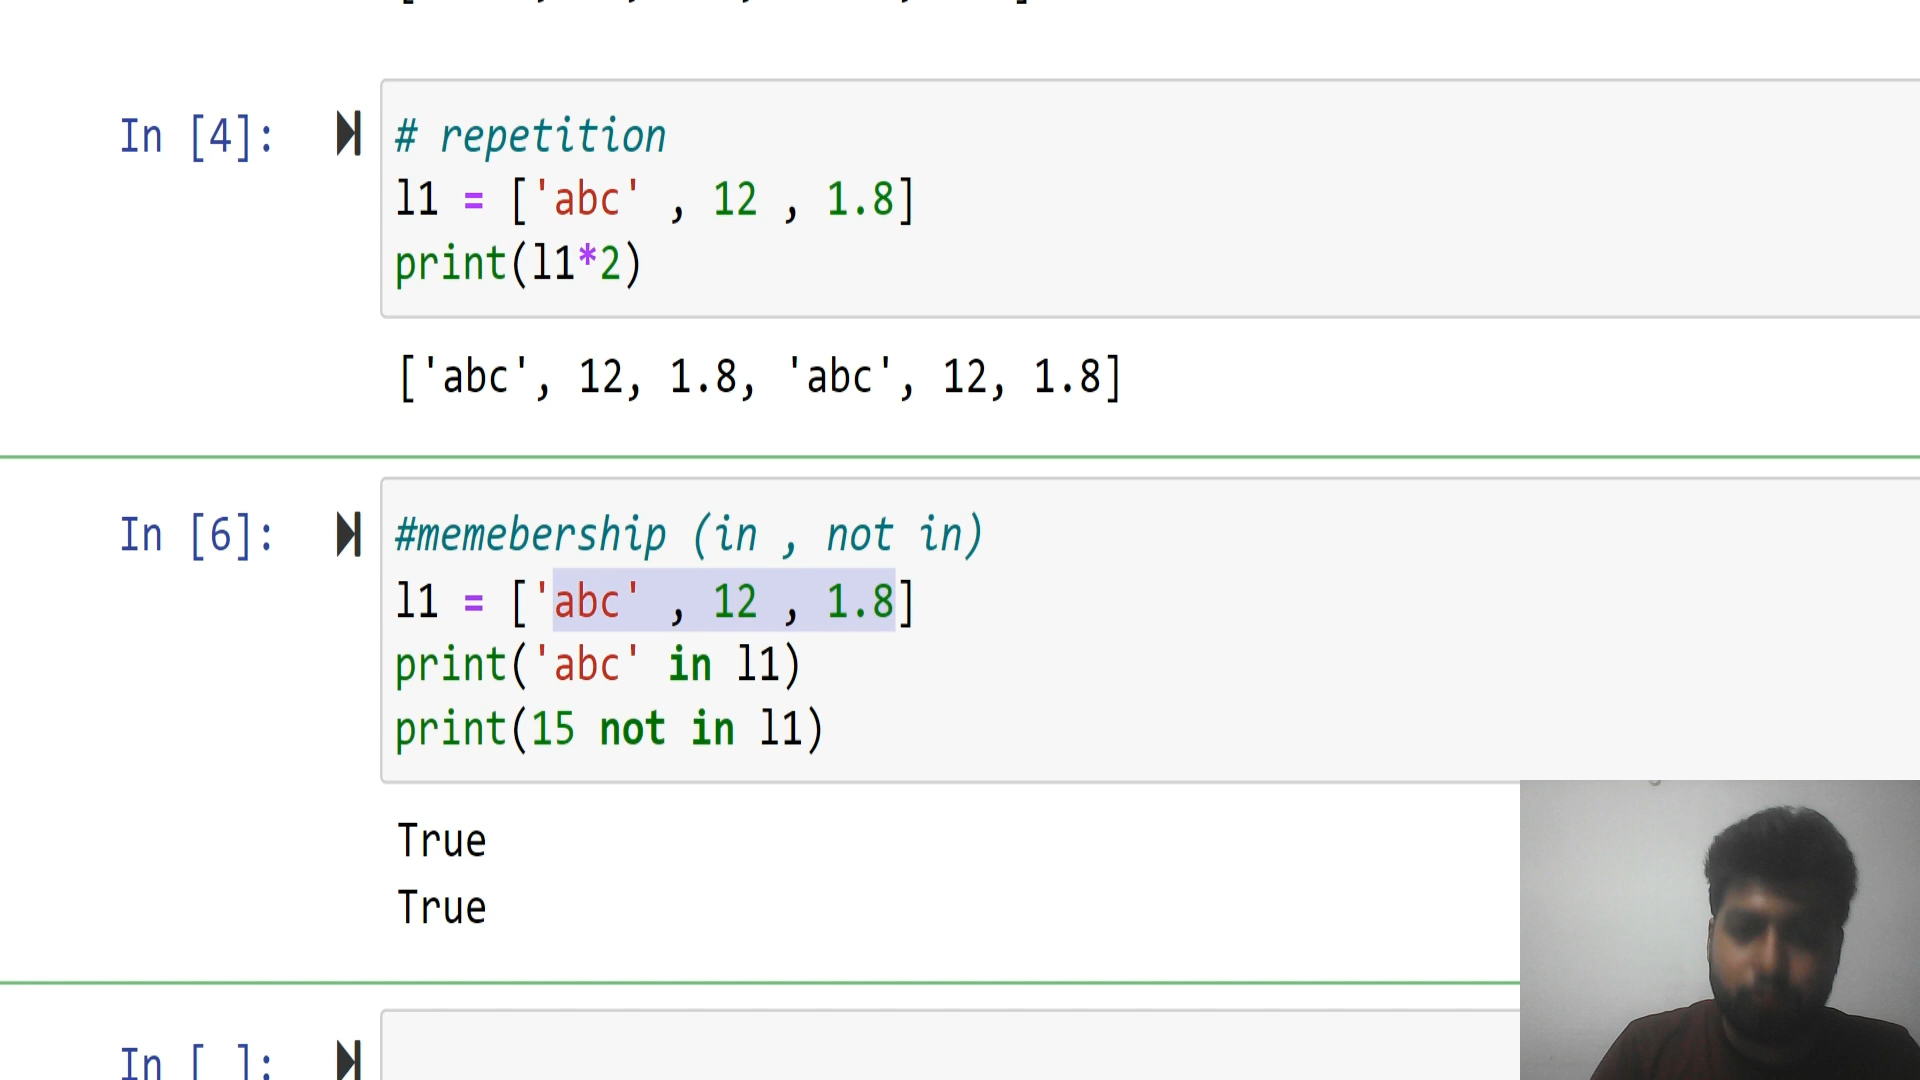 In [4]:
# repetition
l1 = ['abc' , 12 , 1.8]
print(l1*2)
['abc', 12, 1.8, 'abc', 12, 1.8]
In [6]:
#memebership (in , not in)
l1 = ['abc' , 12 , 1.8]
print('abc' in l1)
print(15 not in l1)
True
True
In [ ]: